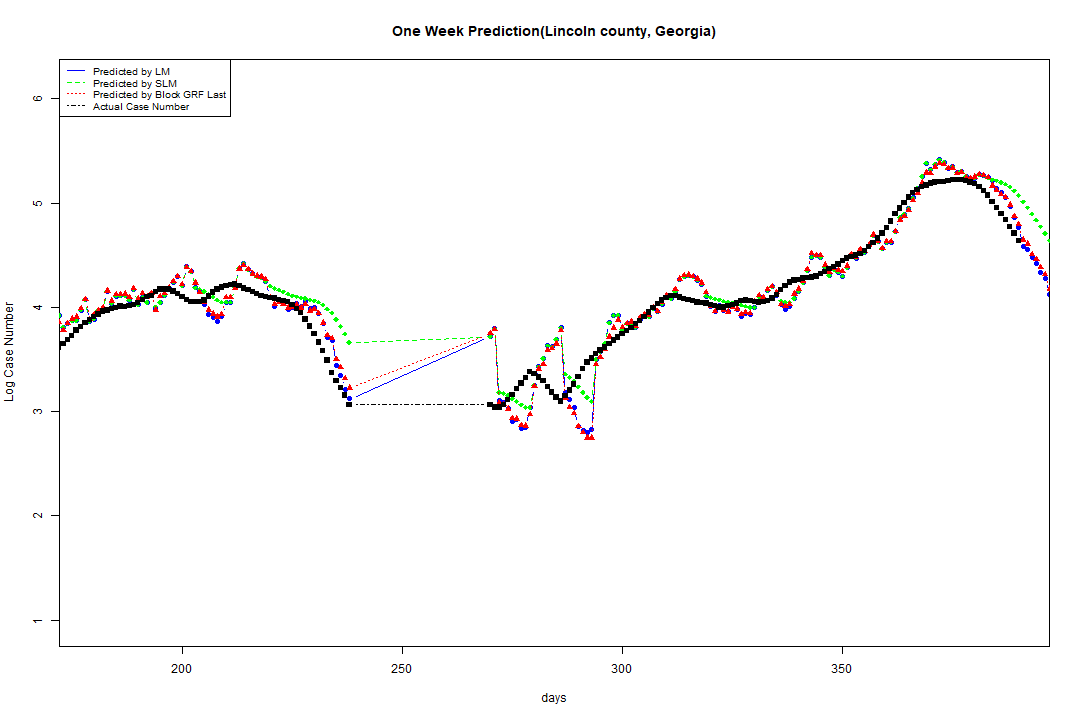 One Week Prediction(Lincoln county, Georgia)
Predicted by LM
Predicted by SLM
Predicted by Block GRF Last
Actual Case Number
6
5
4
3
2
1
Log Case Number
200 250 300 350
days